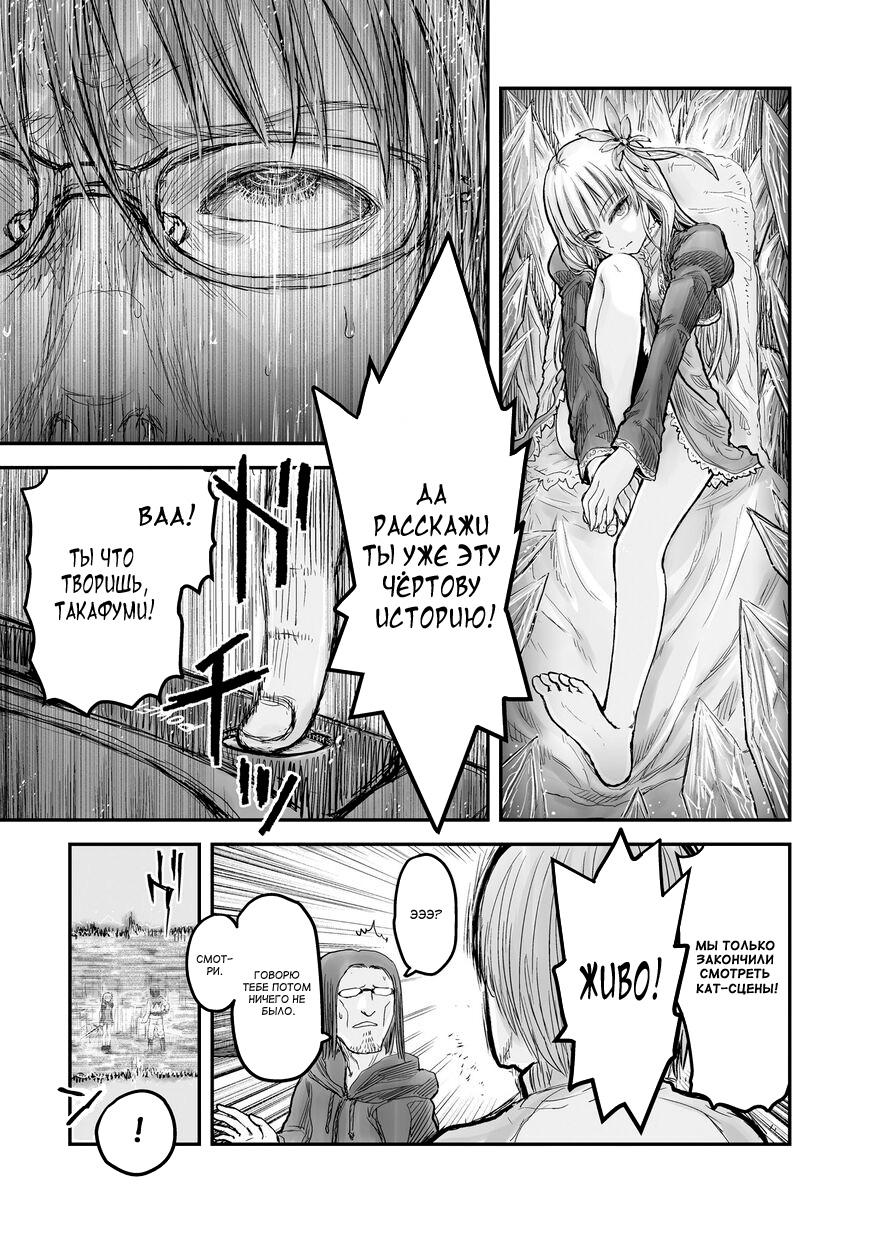 ДА
РАССКАЖИ
ТЫ УЖЕ ЭТУ
ЧЁРТОВУ
ИСТОРИЮ!
ВАА!
ТЫ ЧТО
ТВОРИШЬ,
ТАКАФУМИ!
МЫ ТОЛЬКО
ЗАКОНЧИЛИ
СМОТРЕТЬ
КАТ-СЦЕНЫ!
ЖИВО!
ЭЭЭ?
ГОВОРЮ
ТЕБЕ ПОТОМ
НИЧЕГО НЕ
БЫЛО.
СМОТ-
РИ.
!